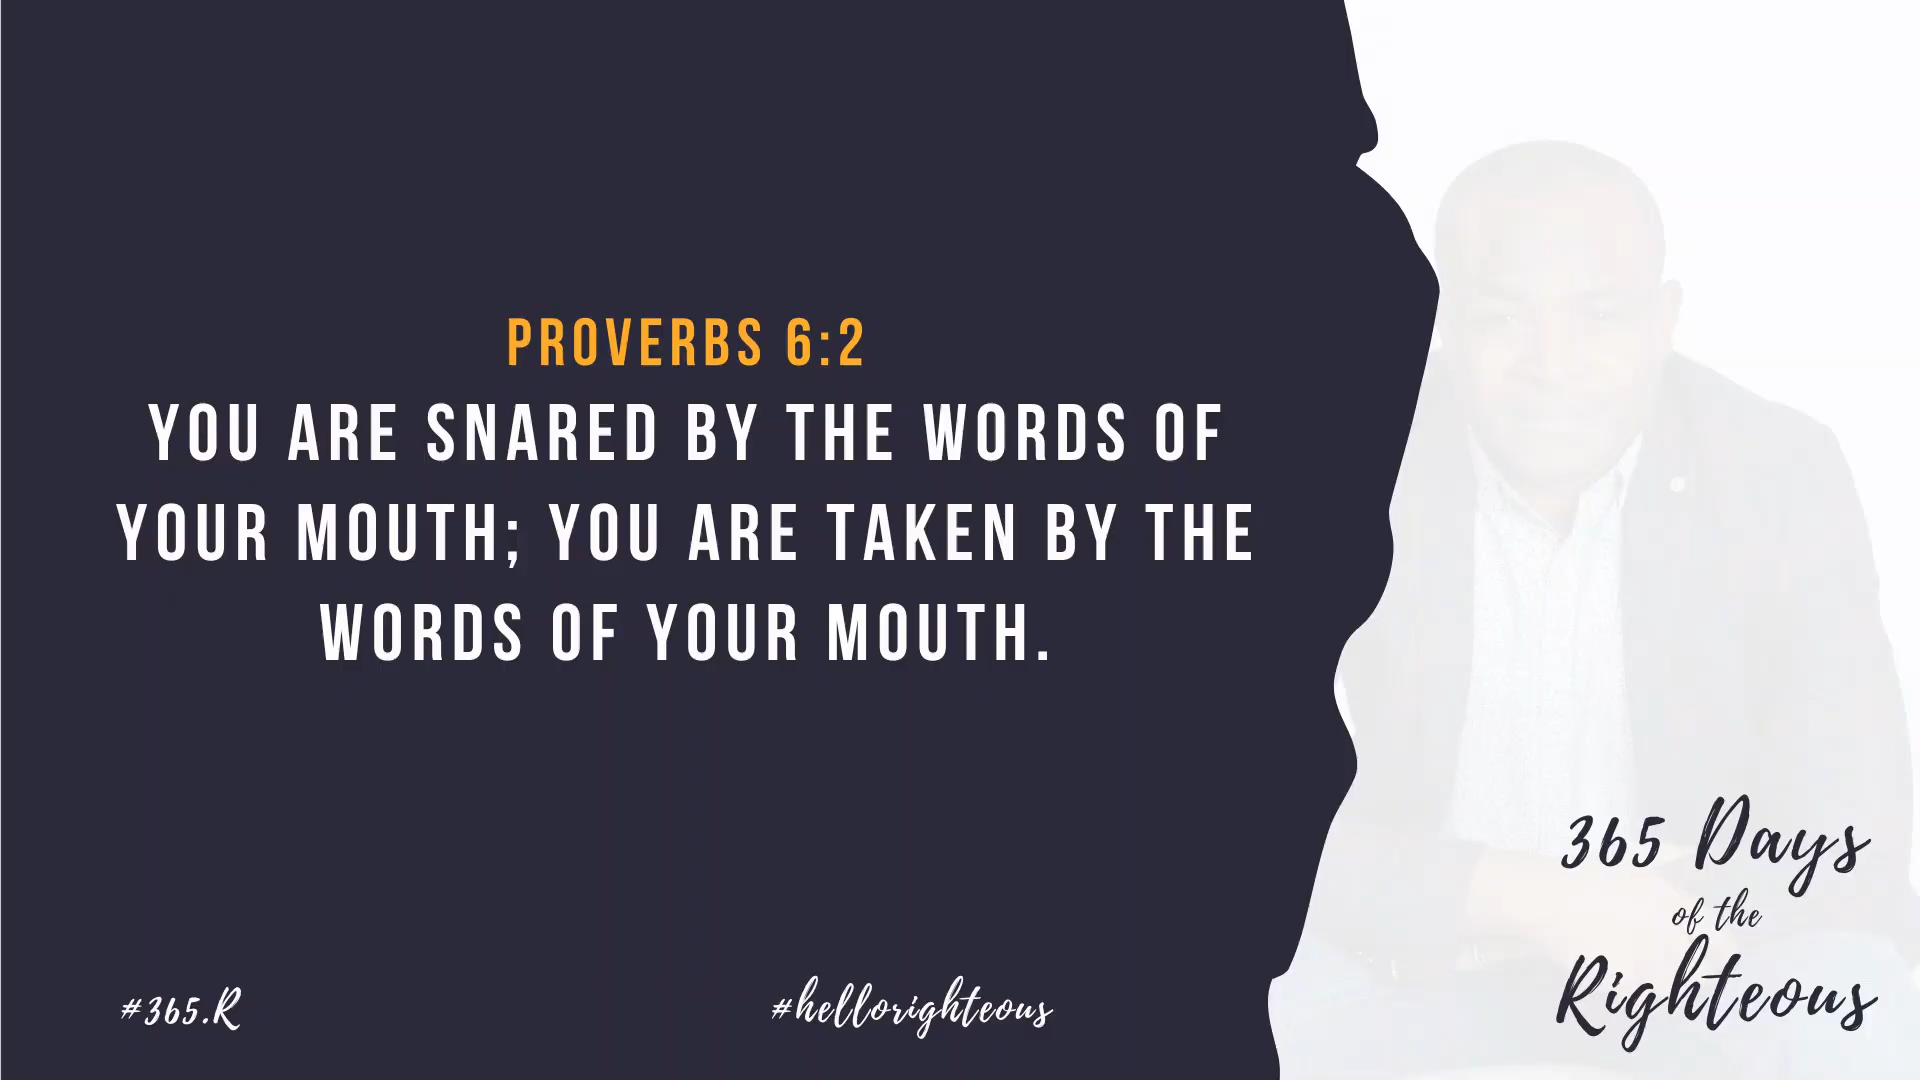 PROVERBS 6:2
YOU ARE SNARED BY THE WORDS OF
YOUR MOUTH; YOU ARE TAKEN BY THE
WORDS OF YOUR MOUTH.
#365.R
#hellorighteous
365 Days
of the
Righteous